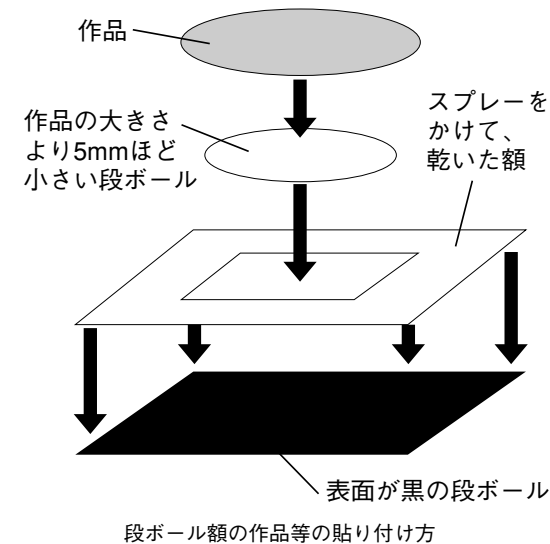 作品
作品の大きさ
より5mmほど
小さい段ボール
スプレーを
かけて、
乾いた額
表面が黒の段ボール
段ボール額の作品等の貼り付け方